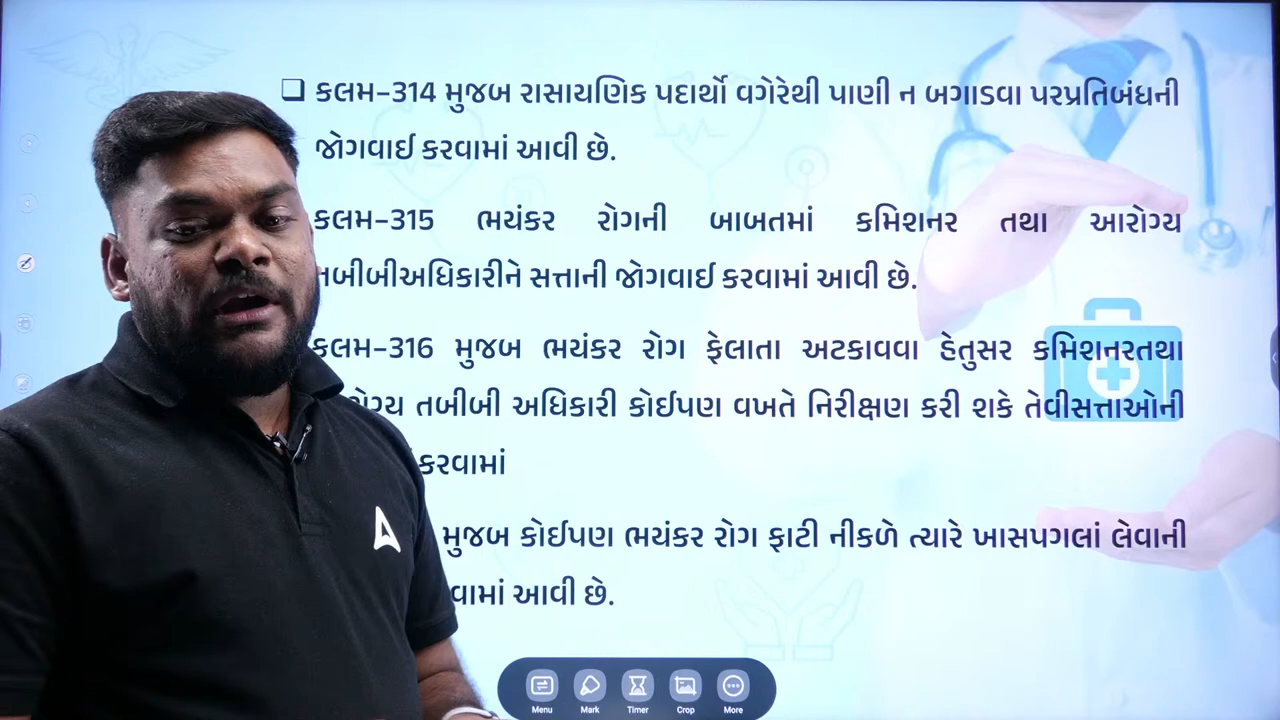 ❑ કલમ–314 મુજબ રાસાયણિક પદાર્થો વગેરેથી પાણી ન બગાડવા પરપ્રતિબંધની
જોગવાઈ કરવામાં આવી છે.
કલમ–315 ભયંકર રોગની બાબતમાં કમિશનર તથા આરોગ્ય
તબીબીઅધિકારીને સત્તાની જોગવાઈ કરવામાં આવી છે.
કલમ–316 મુજબ ભયંકર રોગ ફેલાતા અટકાવવા હેતુસર કમિશનરતથા
તબીબી અધિકારી કોઈપણ વખતે નિરીક્ષણ કરી શકે તેવીસત્તાઓની
કરવામાં
મુજબ કોઈપણ ભયંકર રોગ ફાટી નીકળે ત્યારે ખાસપગલાં લેવાની
આવી છે.
Menu Mark Timer Crop More